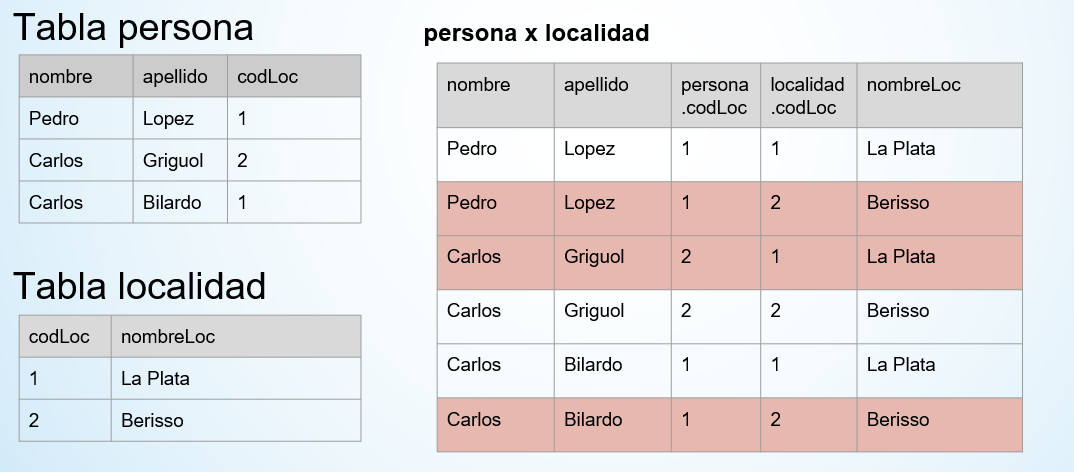 Tabla persona
nombre apellido codLoc
Pedro Lopez 1
Carlos Griguol 2
Carlos Bilardo 1
Tabla localidad
codLoc nombreLoc
1 La Plata
2 Berisso
persona x localidad
nombre apellido persona .codLoc localidad .codLoc nombreLoc
Pedro Lopez 1 1 La Plata
Pedro Lopez 1 2 Berisso
Carlos Griguol 2 1 La Plata
Carlos Griguol 2 2 Berisso
Carlos Bilardo 1 1 La Plata
Carlos Bilardo 1 2 Berisso